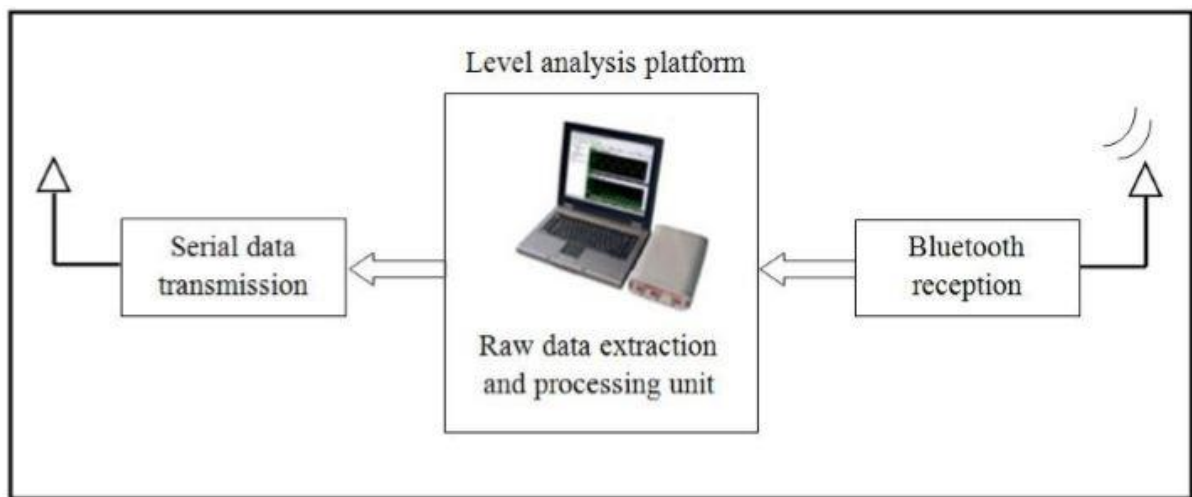 Level analysis platform
Serial data
transmission
Raw data extraction
and processing unit
Bluetooth
reception